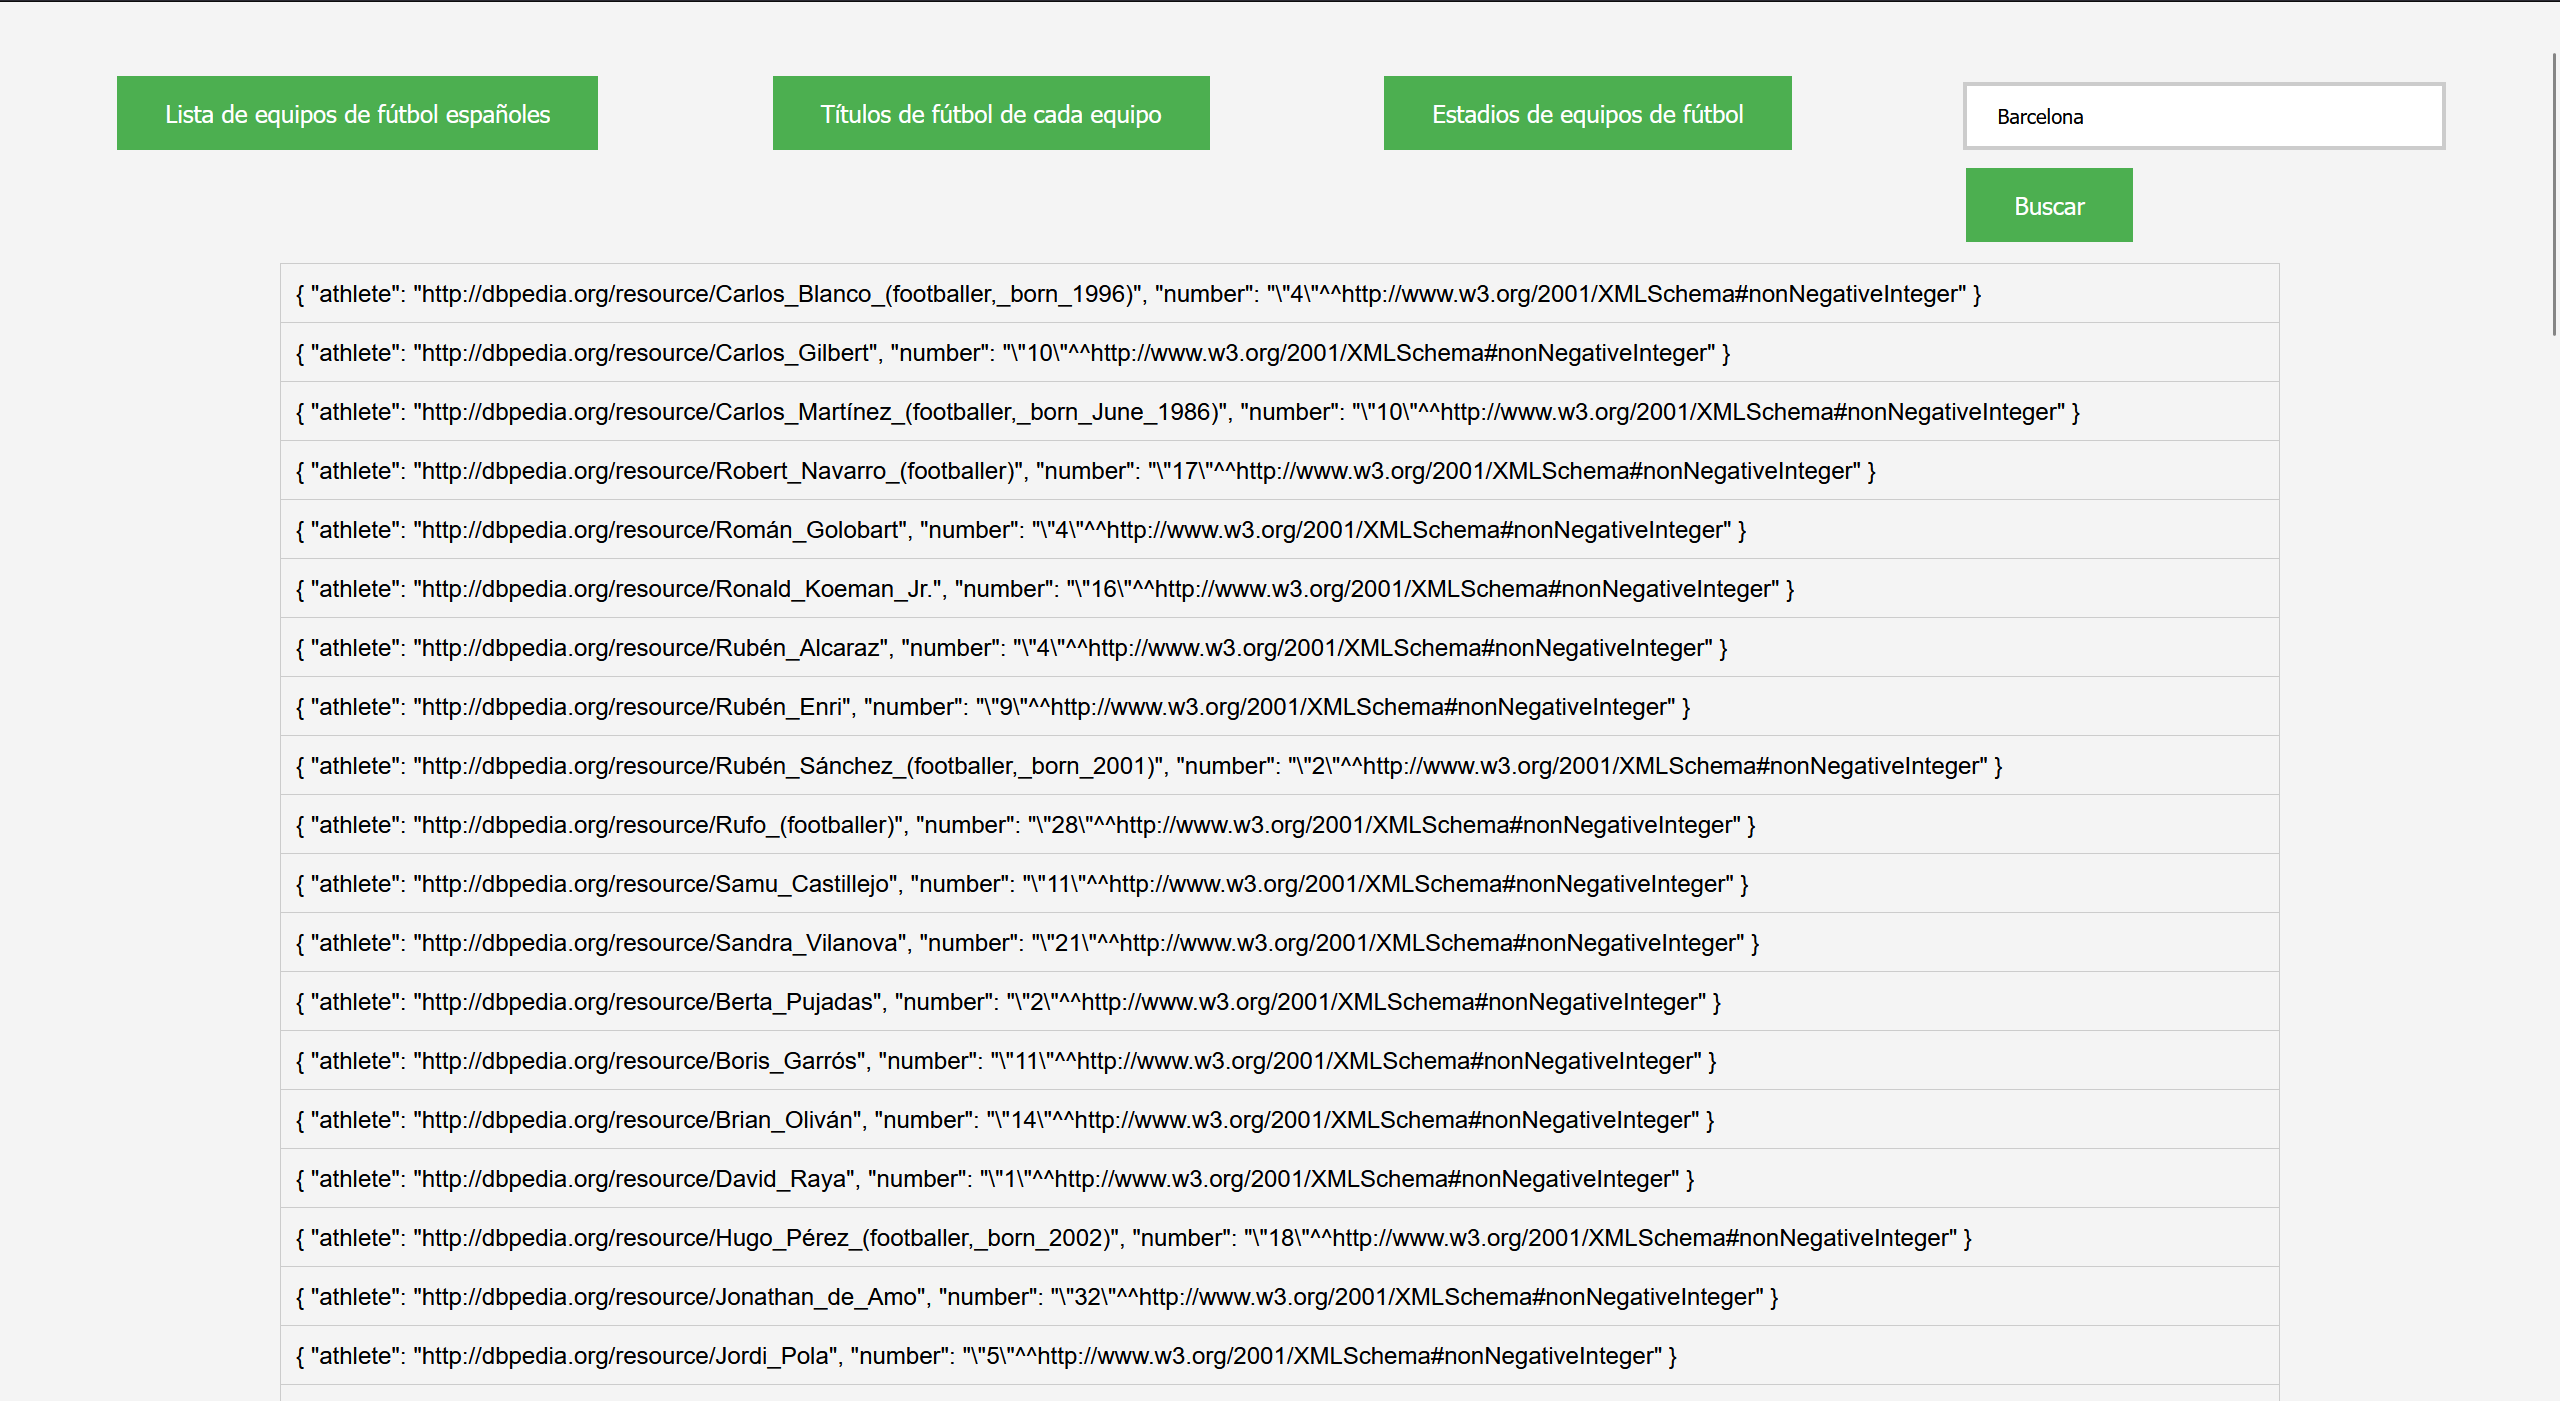 Lista de equipos de fútbol españoles
Títulos de fútbol de cada equipo
Estadios de equipos de fútbol
Barcelona
Buscar
{ "athlete": "http://dbpedia.org/resource/Carlos_Blanco_(footballer,_born_1996)", "number": "\"4\"^^http://www.w3.org/2001/XMLSchema#nonNegativeInteger" }
{ "athlete": "http://dbpedia.org/resource/Carlos_Gilbert", "number": "\"10\"^^http://www.w3.org/2001/XMLSchema#nonNegativeInteger" }
{ "athlete": "http://dbpedia.org/resource/Carlos_Martínez_(footballer,_born_June_1986)", "number": "\"10\"^^http://www.w3.org/2001/XMLSchema#nonNegativeInteger" }
{ "athlete": "http://dbpedia.org/resource/Robert_Navarro_(footballer)", "number": "\"17\"^^http://www.w3.org/2001/XMLSchema#nonNegativeInteger" }
{ "athlete": "http://dbpedia.org/resource/Román_Golobart", "number": "\"4\"^^http://www.w3.org/2001/XMLSchema#nonNegativeInteger" }
{ "athlete": "http://dbpedia.org/resource/Ronald_Koeman_Jr.", "number": "\"16\"^^http://www.w3.org/2001/XMLSchema#nonNegativeInteger" }
{ "athlete": "http://dbpedia.org/resource/Rubén_Alcaraz", "number": "\"4\"^^http://www.w3.org/2001/XMLSchema#nonNegativeInteger" }
{ "athlete": "http://dbpedia.org/resource/Rubén_Enri", "number": "\"9\"^^http://www.w3.org/2001/XMLSchema#nonNegativeInteger" }
{ "athlete": "http://dbpedia.org/resource/Rubén_Sánchez_(footballer,_born_2001)", "number": "\"2\"^^http://www.w3.org/2001/XMLSchema#nonNegativeInteger" }
{ "athlete": "http://dbpedia.org/resource/Rufo_(footballer)", "number": "\"28\"^^http://www.w3.org/2001/XMLSchema#nonNegativeInteger" }
{ "athlete": "http://dbpedia.org/resource/Samu_Castillejo", "number": "\"11\"^^http://www.w3.org/2001/XMLSchema#nonNegativeInteger" }
{ "athlete": "http://dbpedia.org/resource/Sandra_Vilanova", "number": "\"21\"^^http://www.w3.org/2001/XMLSchema#nonNegativeInteger" }
{ "athlete": "http://dbpedia.org/resource/Berta_Pujadas", "number": "\"2\"^^http://www.w3.org/2001/XMLSchema#nonNegativeInteger" }
{ "athlete": "http://dbpedia.org/resource/Boris_Garrós", "number": "\"11\"^^http://www.w3.org/2001/XMLSchema#nonNegativeInteger" }
{ "athlete": "http://dbpedia.org/resource/Brian_Oliván", "number": "\"14\"^^http://www.w3.org/2001/XMLSchema#nonNegativeInteger" }
{ "athlete": "http://dbpedia.org/resource/David_Raya", "number": "\"1\"^^http://www.w3.org/2001/XMLSchema#nonNegativeInteger" }
{ "athlete": "http://dbpedia.org/resource/Hugo_Pérez_(footballer,_born_2002)", "number": "\"18\"^^http://www.w3.org/2001/XMLSchema#nonNegativeInteger" }
{ "athlete": "http://dbpedia.org/resource/Jonathan_de_Amo", "number": "\"32\"^^http://www.w3.org/2001/XMLSchema#nonNegativeInteger" }
{ "athlete": "http://dbpedia.org/resource/Jordi_Pola", "number": "\"5\"^^http://www.w3.org/2001/XMLSchema#nonNegativeInteger" }